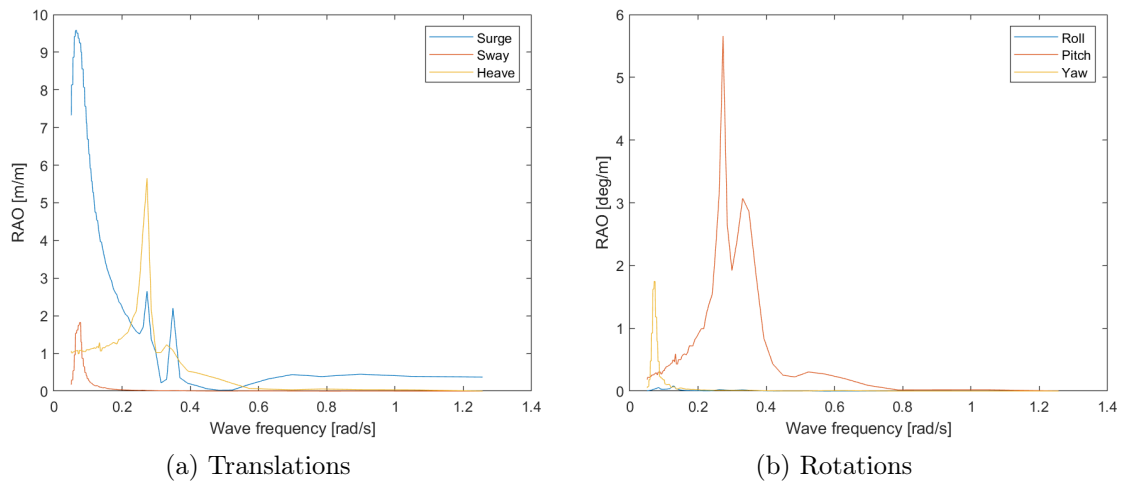 10
9
8
7
6
5
4
3
2
1
0
RAO [m/m]
0 0.2 0.4 0.6 0.8 1 1.2 1.4
Wave frequency [rad/s]
Surge
Sway
Heave
(a) Translations
6
5
4
3
2
1
0
RAO [deg/m]
0 0.2 0.4 0.6 0.8 1 1.2 1.4
Wave frequency [rad/s]
Roll
Pitch
Yaw
(b) Rotations